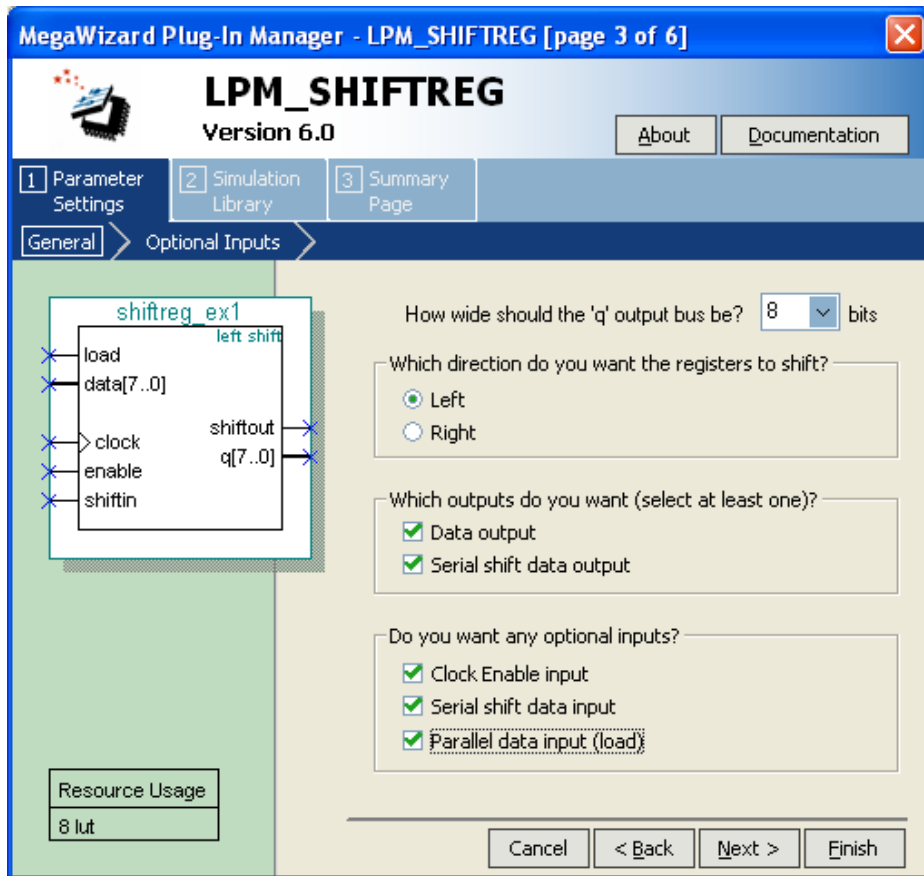 MegaWizard Plug-In Manager - LPM_SHIFTREG [page 3 of 6]
LPM_SHIFTREG
Version 6.0
About
Documentation
1 Parameter Settings
2 Simulation Library
3 Summary Page
General
Optional Inputs
shiftreg_ex1
left shift
load
data[7..0]
clock
enable
shiftin
shiftout
q[7..0]
How wide should the 'q' output bus be? 8 bits
Which direction do you want the registers to shift?
Left
Right
Which outputs do you want (select at least one)?
Data output
Serial shift data output
Do you want any optional inputs?
Clock Enable input
Serial shift data input
Parallel data input (load)
Resource Usage
8 lut
Cancel
< Back
Next >
Finish